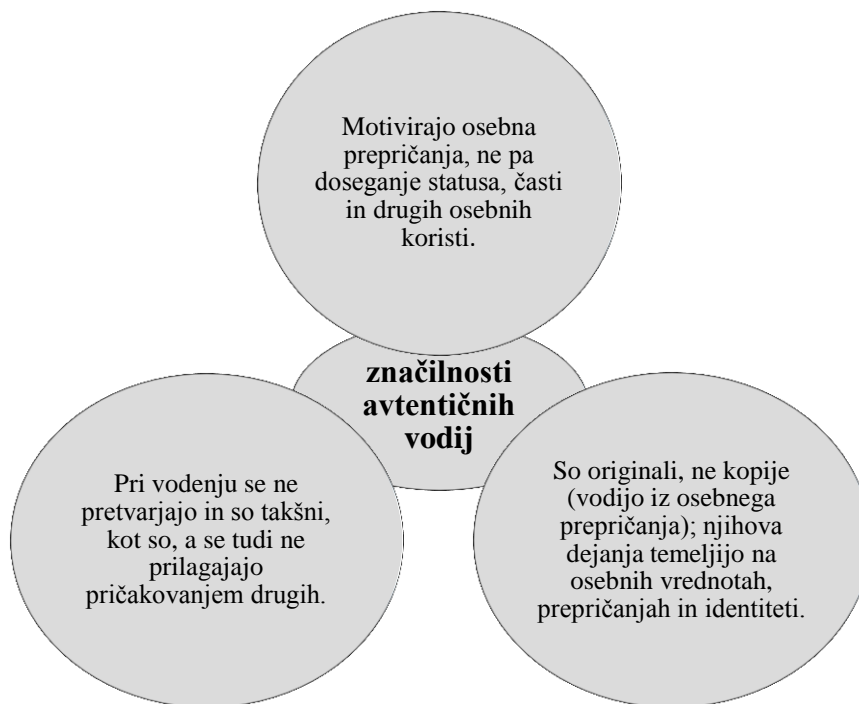 Motivirajo osebna
prepričanja, ne pa
doseganje statusa, časti
in drugih osebnih
koristi.
značilnosti
avtentičnih
vodij
Pri vodenju se ne
pretvarjajo in so takšni,
kot so, a se tudi ne
prilagajajo
pričakovanjem drugih.
So originali, ne kopije
(vodijo iz osebnega
prepričanja); njihova
dejanja temeljijo na
osebnih vrednotah,
prepričanjah in identiteti.